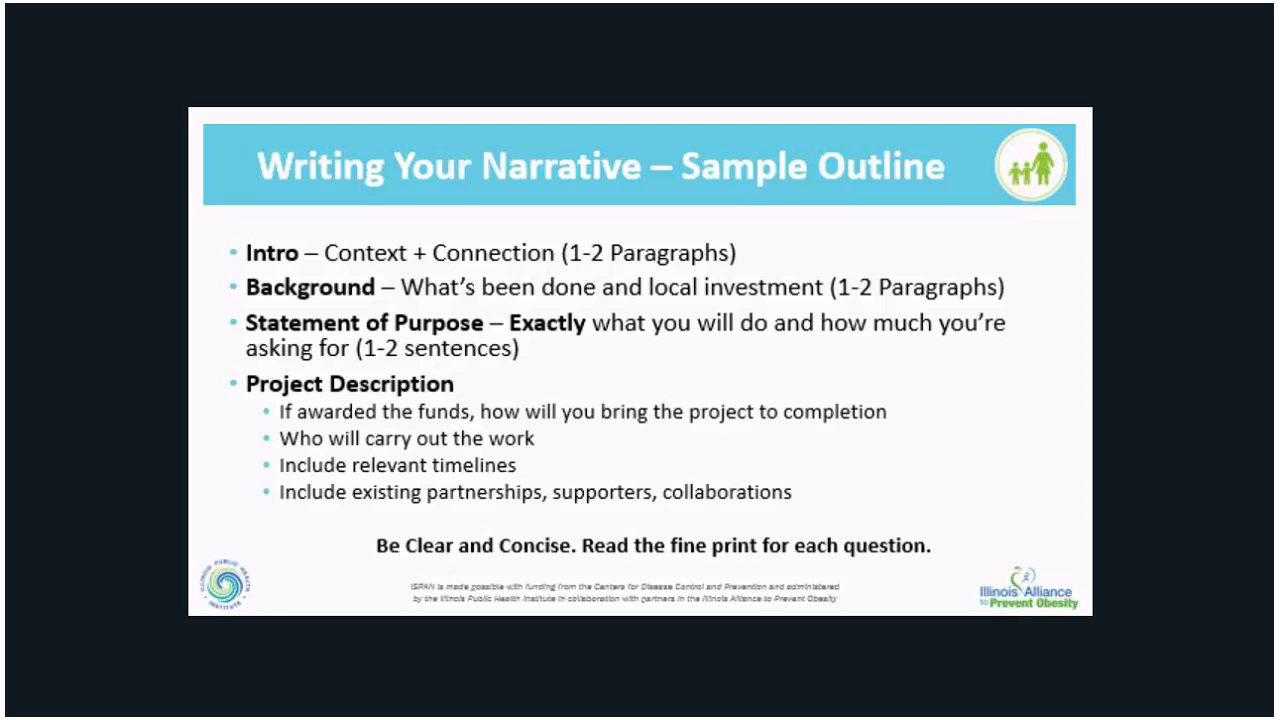 Writing Your Narrative – Sample Outline
• Intro – Context + Connection (1-2 Paragraphs)
• Background – What's been done and local investment (1-2 Paragraphs)
• Statement of Purpose – Exactly what you will do and how much you're
asking for (1-2 sentences)
• Project Description
• If awarded the funds, how will you bring the project to completion
• Who will carry out the work
• Include relevant timelines
• Include existing partnerships, supporters, collaborations
Be Clear and Concise. Read the fine print for each question.
ILLINOIS PUBLIC HEALTH INSTITUTE
ISPAN is made possible with funding from the Centers for Disease Control and Prevention and administered
by the Illinois Public Health Institute in collaboration with partners in the Illinois Alliance to Prevent Obesity
Illinois Alliance
to Prevent Obesity